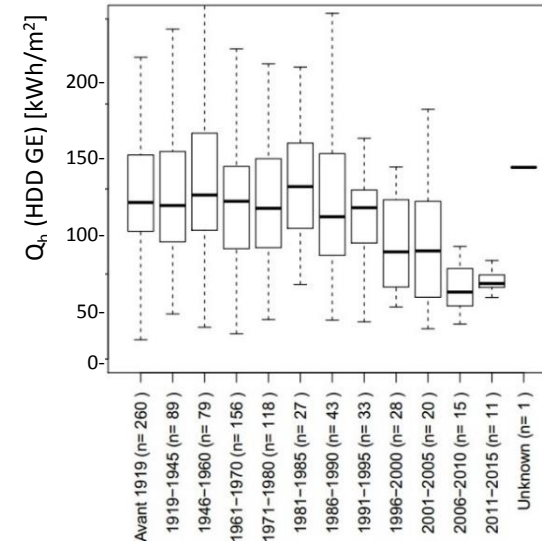 Qh (HDD GE) [kWh/m²]
200-
150-
100-
50-
0-
Avant 1919 (n= 260 )
1919−1945 (n= 89 )
1946−1960 (n= 79 )
1961−1970 (n= 156 )
1971−1980 (n= 118 )
1981−1985 (n= 27 )
1986−1990 (n= 43 )
1991−1995 (n= 33 )
1996−2000 (n= 28 )
2001−2005 (n= 20 )
2006−2010 (n= 15 )
2011−2015 (n= 11 )
Unknown (n= 1 )